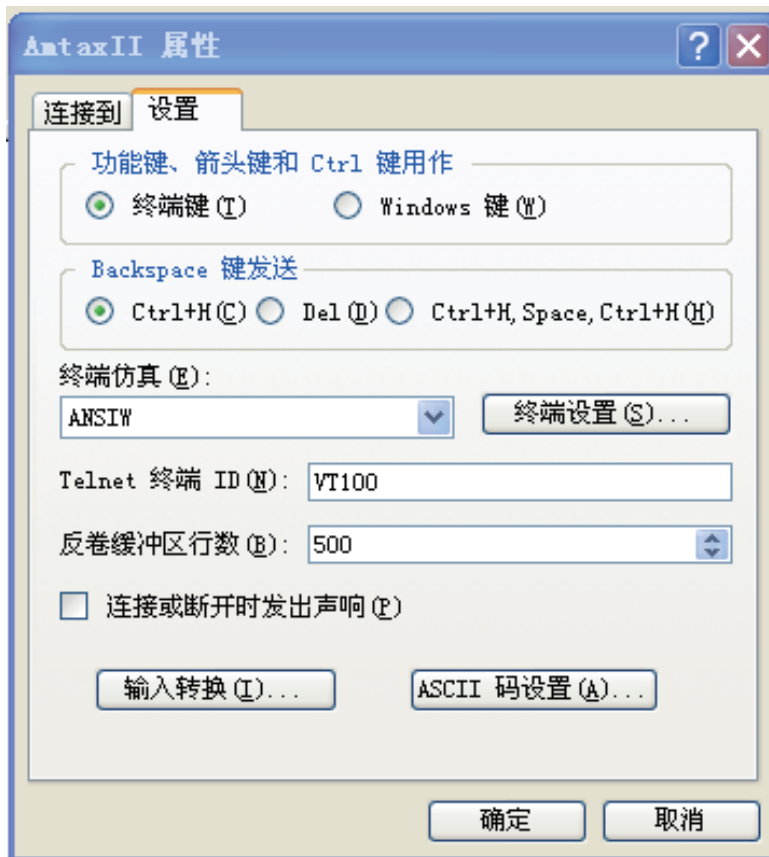 AmtaxII 属性
连接到 设置
功能键、箭头键和 Ctrl 键用作
终端键(T) Windows 键(W)
Backspace 键发送
Ctrl+H(C) Del(D) Ctrl+H, Space, Ctrl+H(H)
终端仿真(E):
ANSIW 终端设置(S)...
Telnet 终端 ID(N): VT100
反卷缓冲区行数(B): 500
连接或断开时发出声响(P)
输入转换(I)... ASCII 码设置(A)...
确定 取消